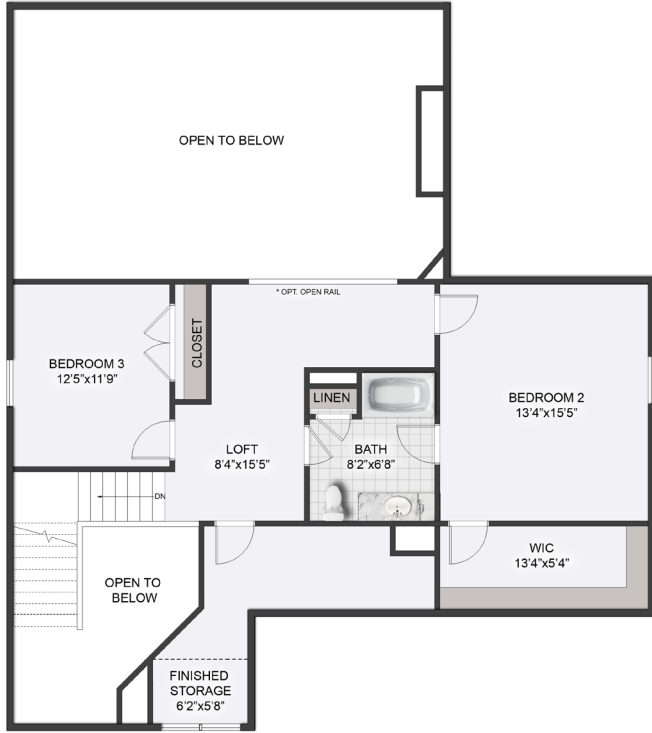 OPEN TO BELOW
* OPT. OPEN RAIL
CLOSET
BEDROOM 3
12'5"x11'9"
LINEN
BEDROOM 2
13'4"x15'5"
LOFT
8'4"x15'5"
BATH
8'2"x6'8"
DN
WIC
13'4"x5'4"
OPEN TO
BELOW
FINISHED
STORAGE
6'2"x5'8"